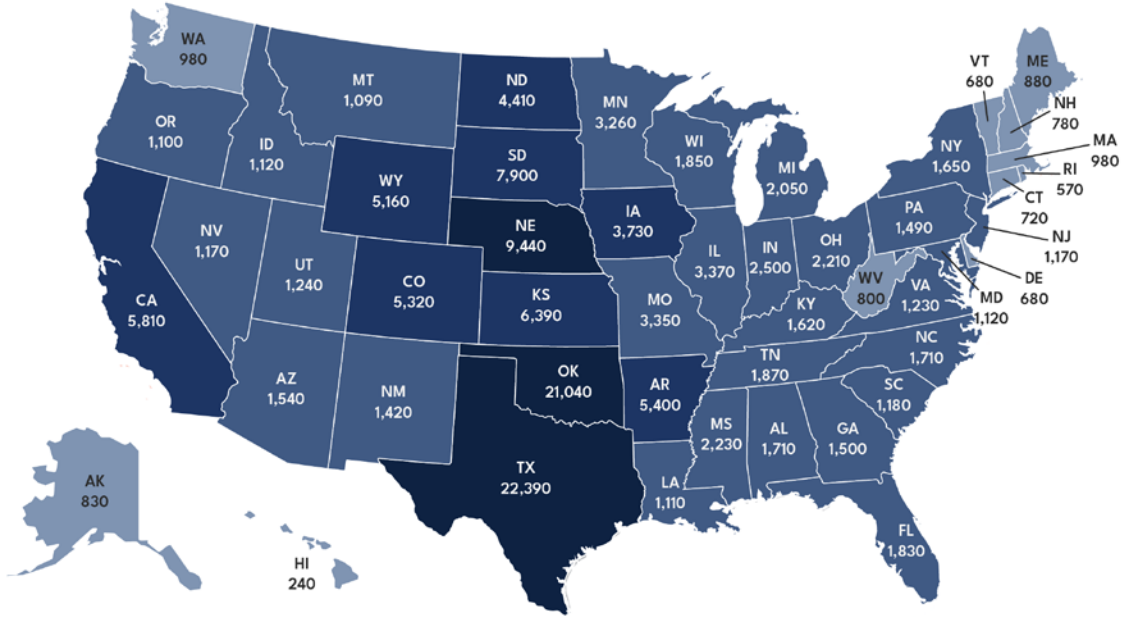 WA
980
MT
1,090
ND
4,410
MN
3,260
VT
680
ME
880
NH
780
OR
1,100
ID
1,120
WI
1,850
MI
2,050
NY
1,650
MA
980
SD
7,900
WY
5,160
RI
570
CT
720
IA
3,730
PA
1,490
NE
9,440
NV
1,170
UT
1,240
CO
5,320
IL
3,370
IN
2,500
OH
2,210
NJ
1,170
WV
800
DE
680
CA
5,810
KS
6,390
MO
3,350
KY
1,620
VA
1,230
MD
1,120
AZ
1,540
NM
1,420
OK
21,040
AR
5,400
TN
1,870
NC
1,710
SC
1,180
MS
2,230
AL
1,710
GA
1,500
TX
22,390
LA
1,110
FL
1,830
AK
830
HI
240